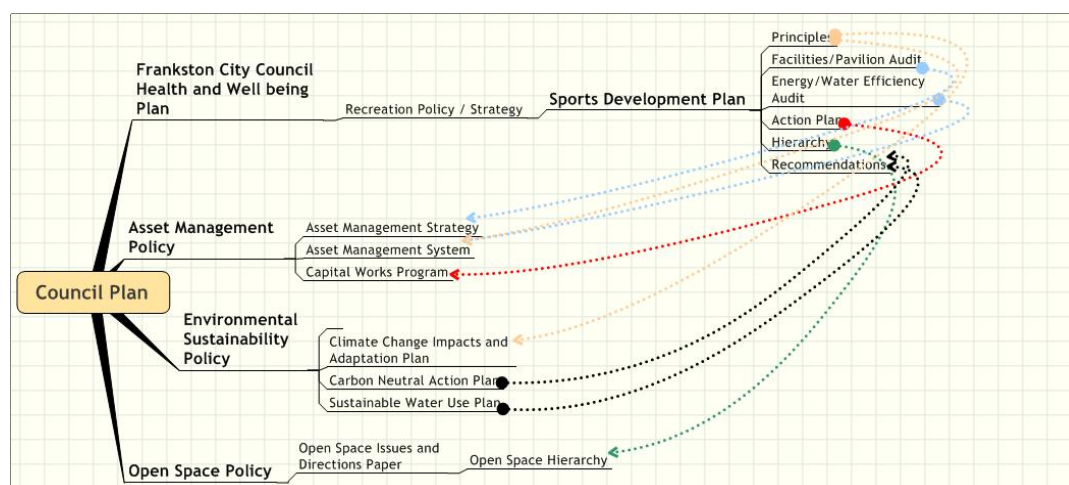 Principles
Frankston City Council
Health and Well being
Plan
Recreation Policy / Strategy
Sports Development Plan
Facilities/Pavilion Audit
Energy/Water Efficiency
Audit
Action Plan
Hierarchy
Recommendations
Asset Management
Policy
Asset Management Strategy
Asset Management System
Capital Works Program
Council Plan
Environmental
Sustainability
Policy
Climate Change Impacts and
Adaptation Plan
Carbon Neutral Action Plan
Sustainable Water Use Plan
Open Space Policy
Open Space Issues and
Directions Paper
Open Space Hierarchy